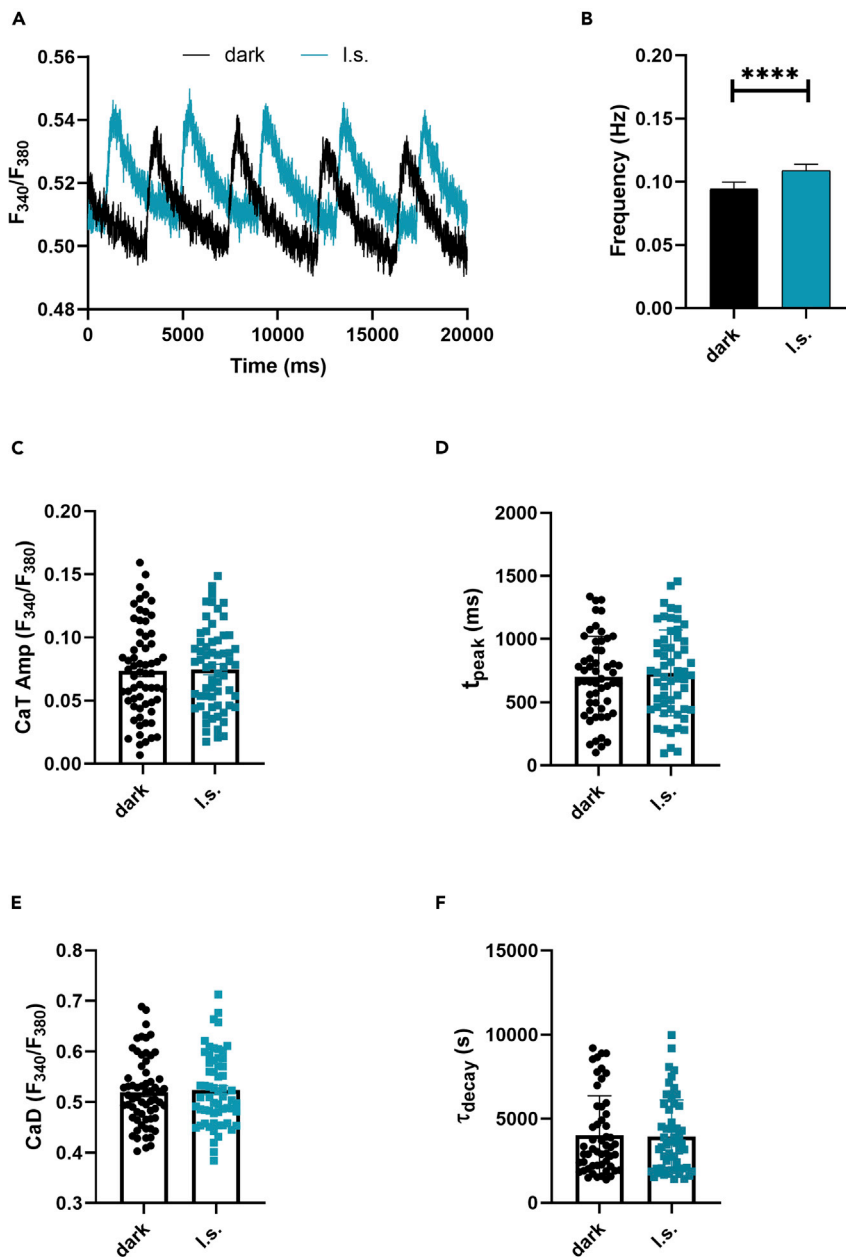 A
dark
l.s.
F340/F380
0.56
0.54
0.52
0.50
0.48
0
5000
10000
15000
20000
Time (ms)
B
****
Frequency (Hz)
0.20
0.15
0.10
0.05
0.00
dark
l.s.
C
CaT Amp (F340/F380)
0.20
0.15
0.10
0.05
0.00
dark
l.s.
D
tpeak (ms)
2000
1500
1000
500
0
dark
l.s.
E
CaD (F340/F380)
0.8
0.7
0.6
0.5
0.4
0.3
dark
l.s.
F
τdecay (s)
15000
10000
5000
0
dark
l.s.